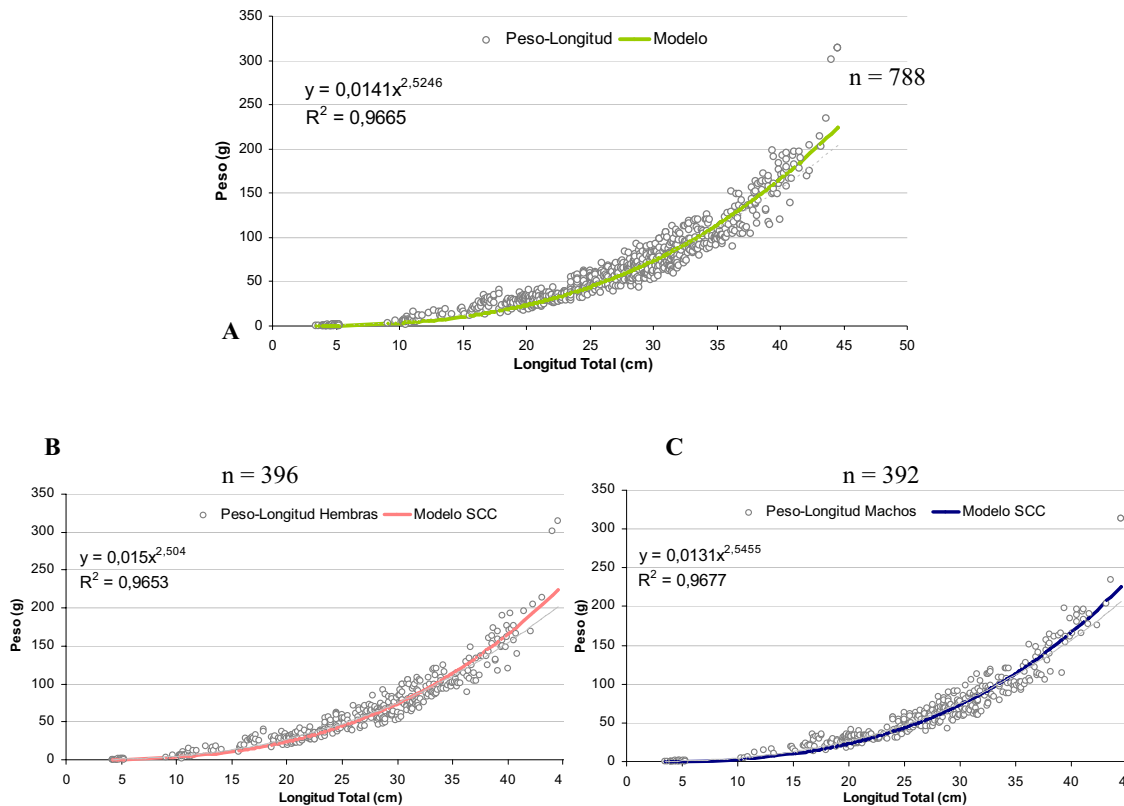 Peso-Longitud Modelo
n = 788
y = 0,0141x^2,5246
R^2 = 0,9665
Peso (g)
350
300
250
200
150
100
50
0
0 5 10 15 20 25 30 35 40 45 50
Longitud Total (cm)
A
B
n = 396
Peso-Longitud Hembras Modelo SCC
y = 0,015x^2,504
R^2 = 0,9653
Peso (g)
350
300
250
200
150
100
50
0
0 5 10 15 20 25 30 35 40 4
Longitud Total (cm)
C
n = 392
Peso-Longitud Machos Modelo SCC
y = 0,0131x^2,5455
R^2 = 0,9677
Peso (g)
350
300
250
200
150
100
50
0
0 5 10 15 20 25 30 35 40 4
Longitud Total (cm)